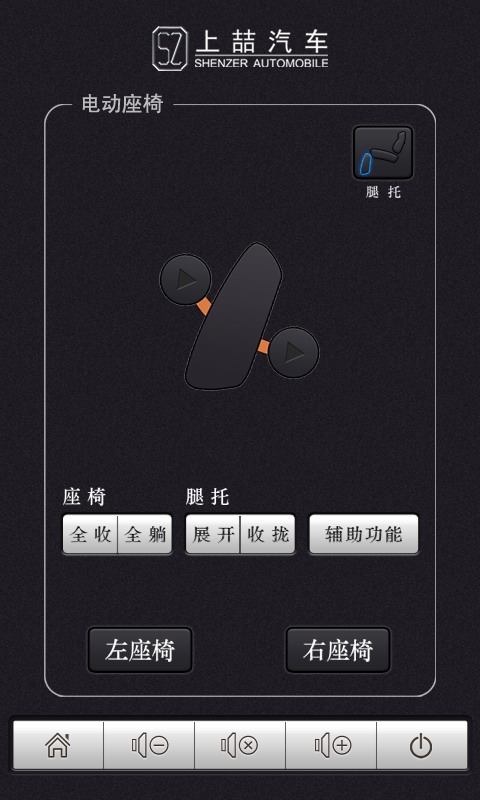 SZ
上喆汽车
SHENZER AUTOMOBILE
电动座椅
腿托
座椅 腿托
全收 全躺 展开 收拢 辅助功能
左座椅 右座椅